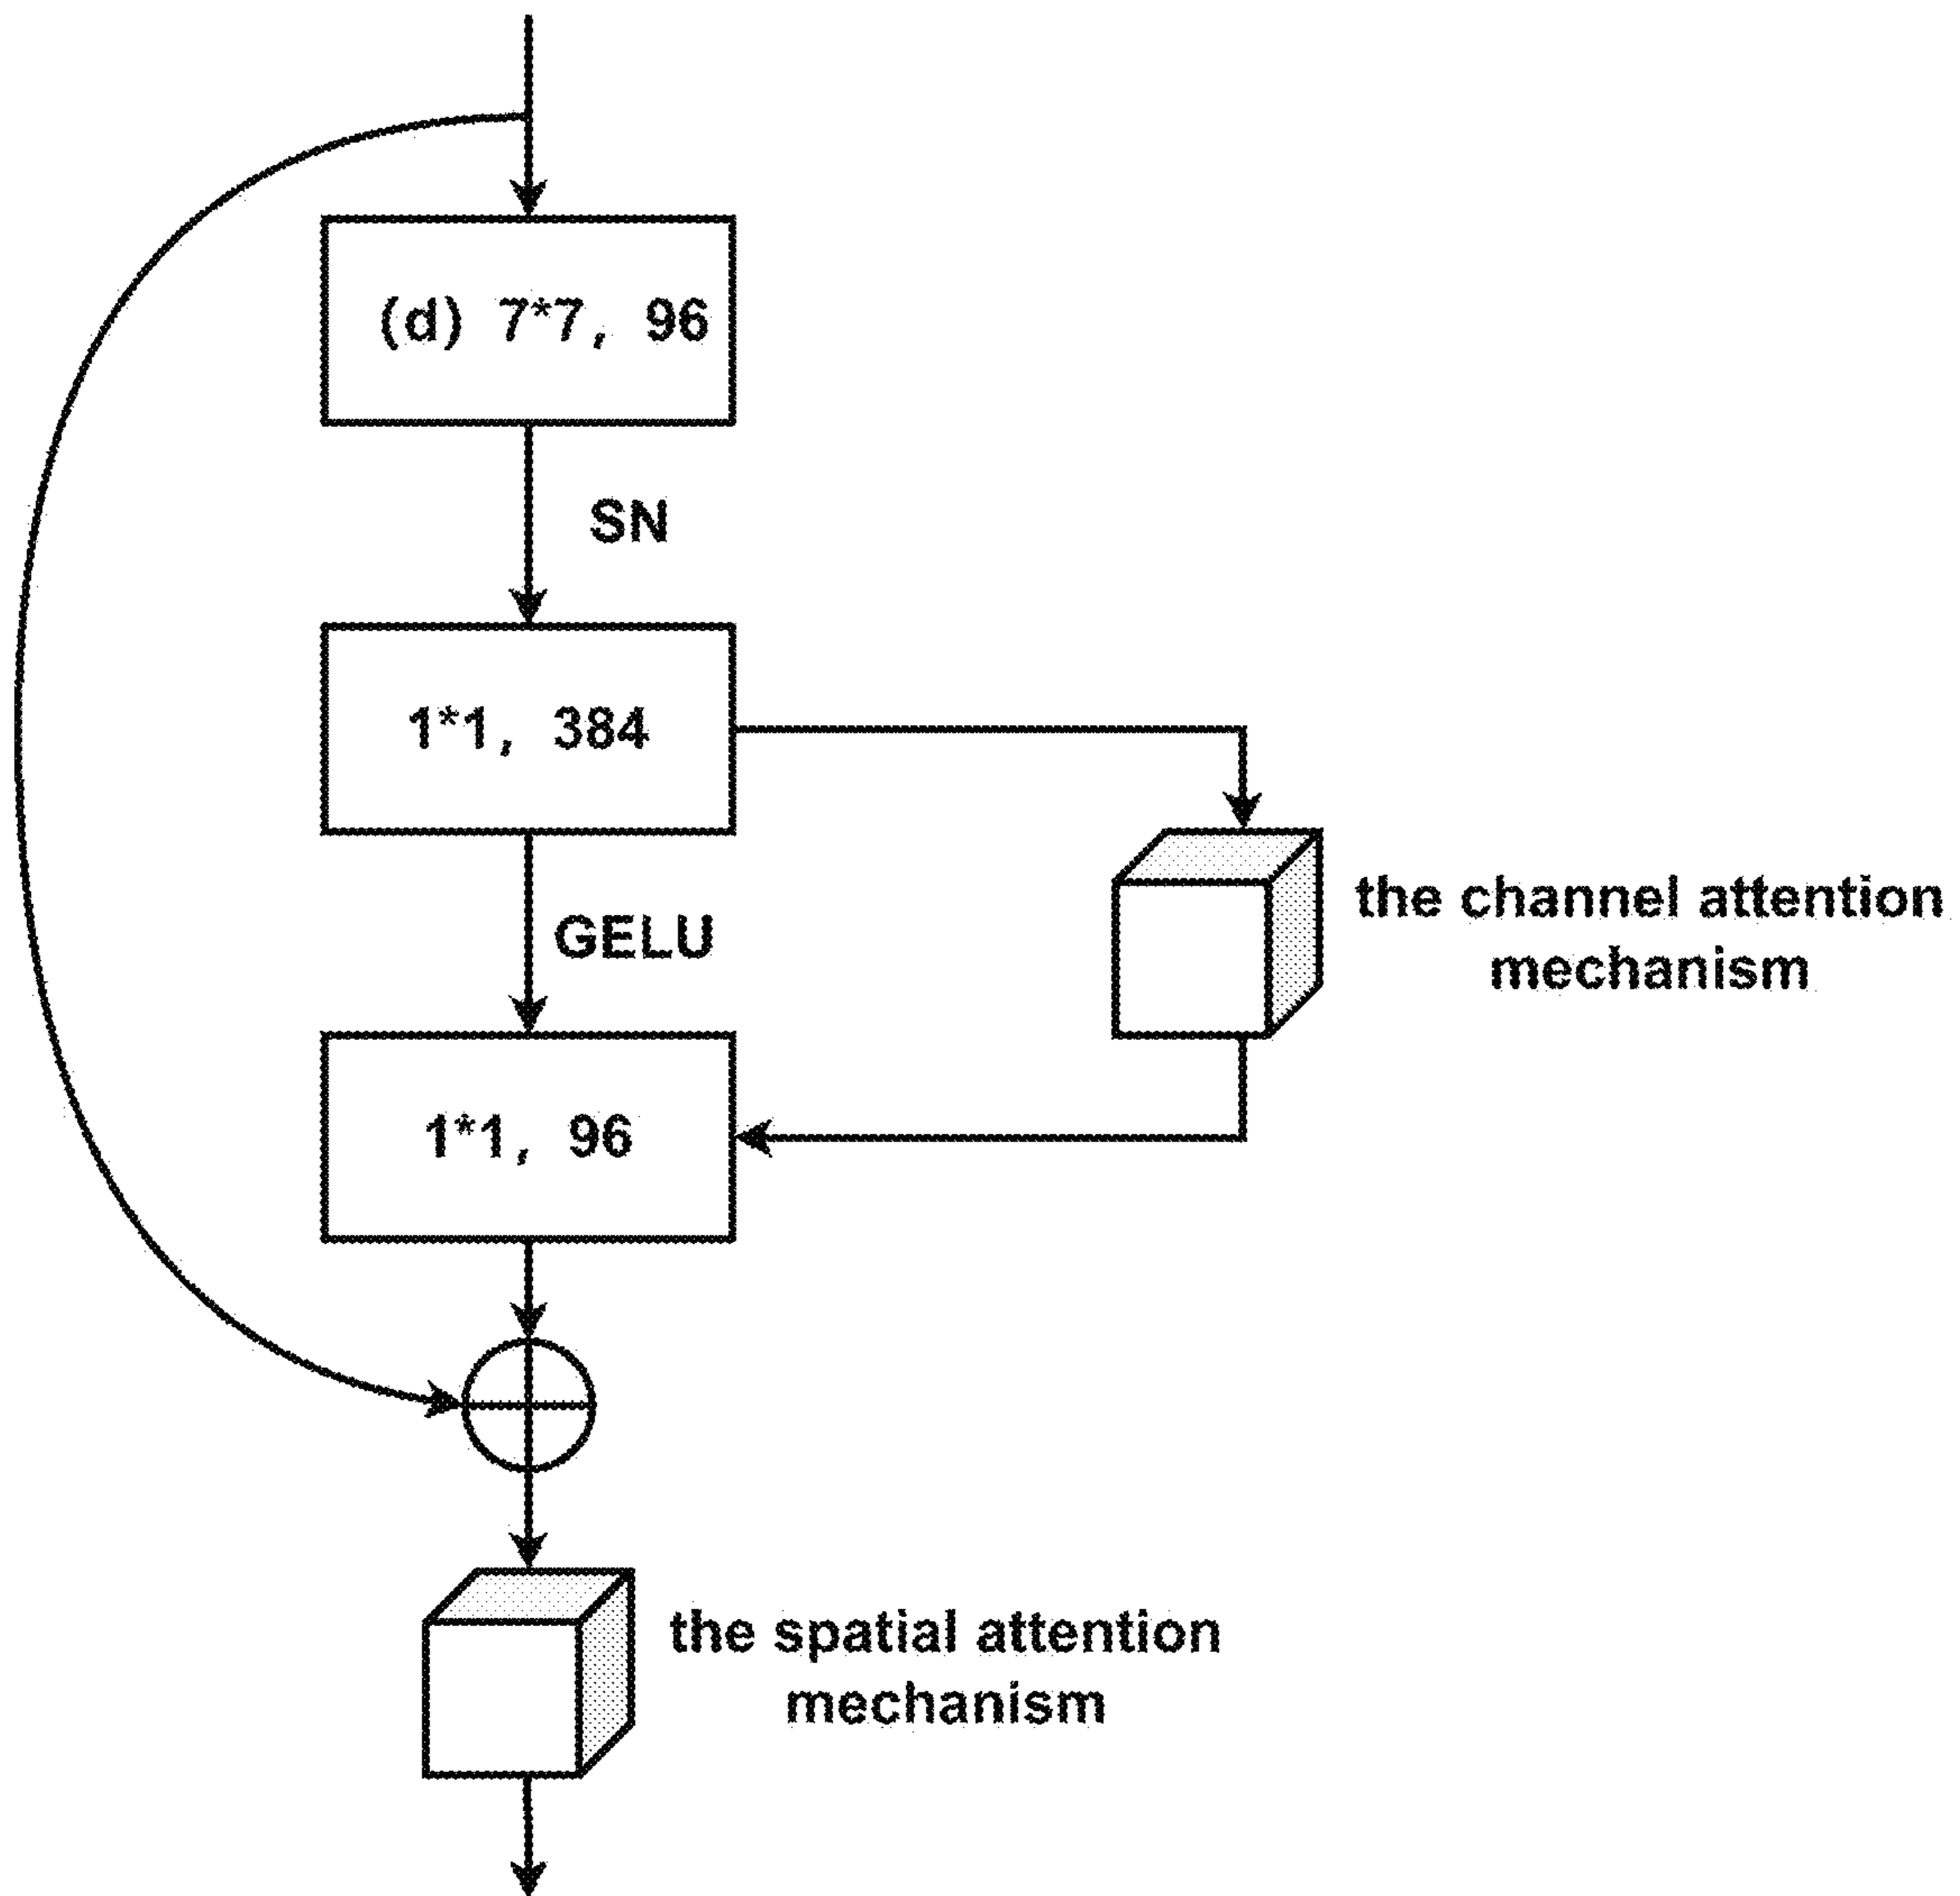 (d) 7*7, 96
SN
1*1, 384
the channel attention
mechanism
GELU
1*1, 96
the spatial attention
mechanism